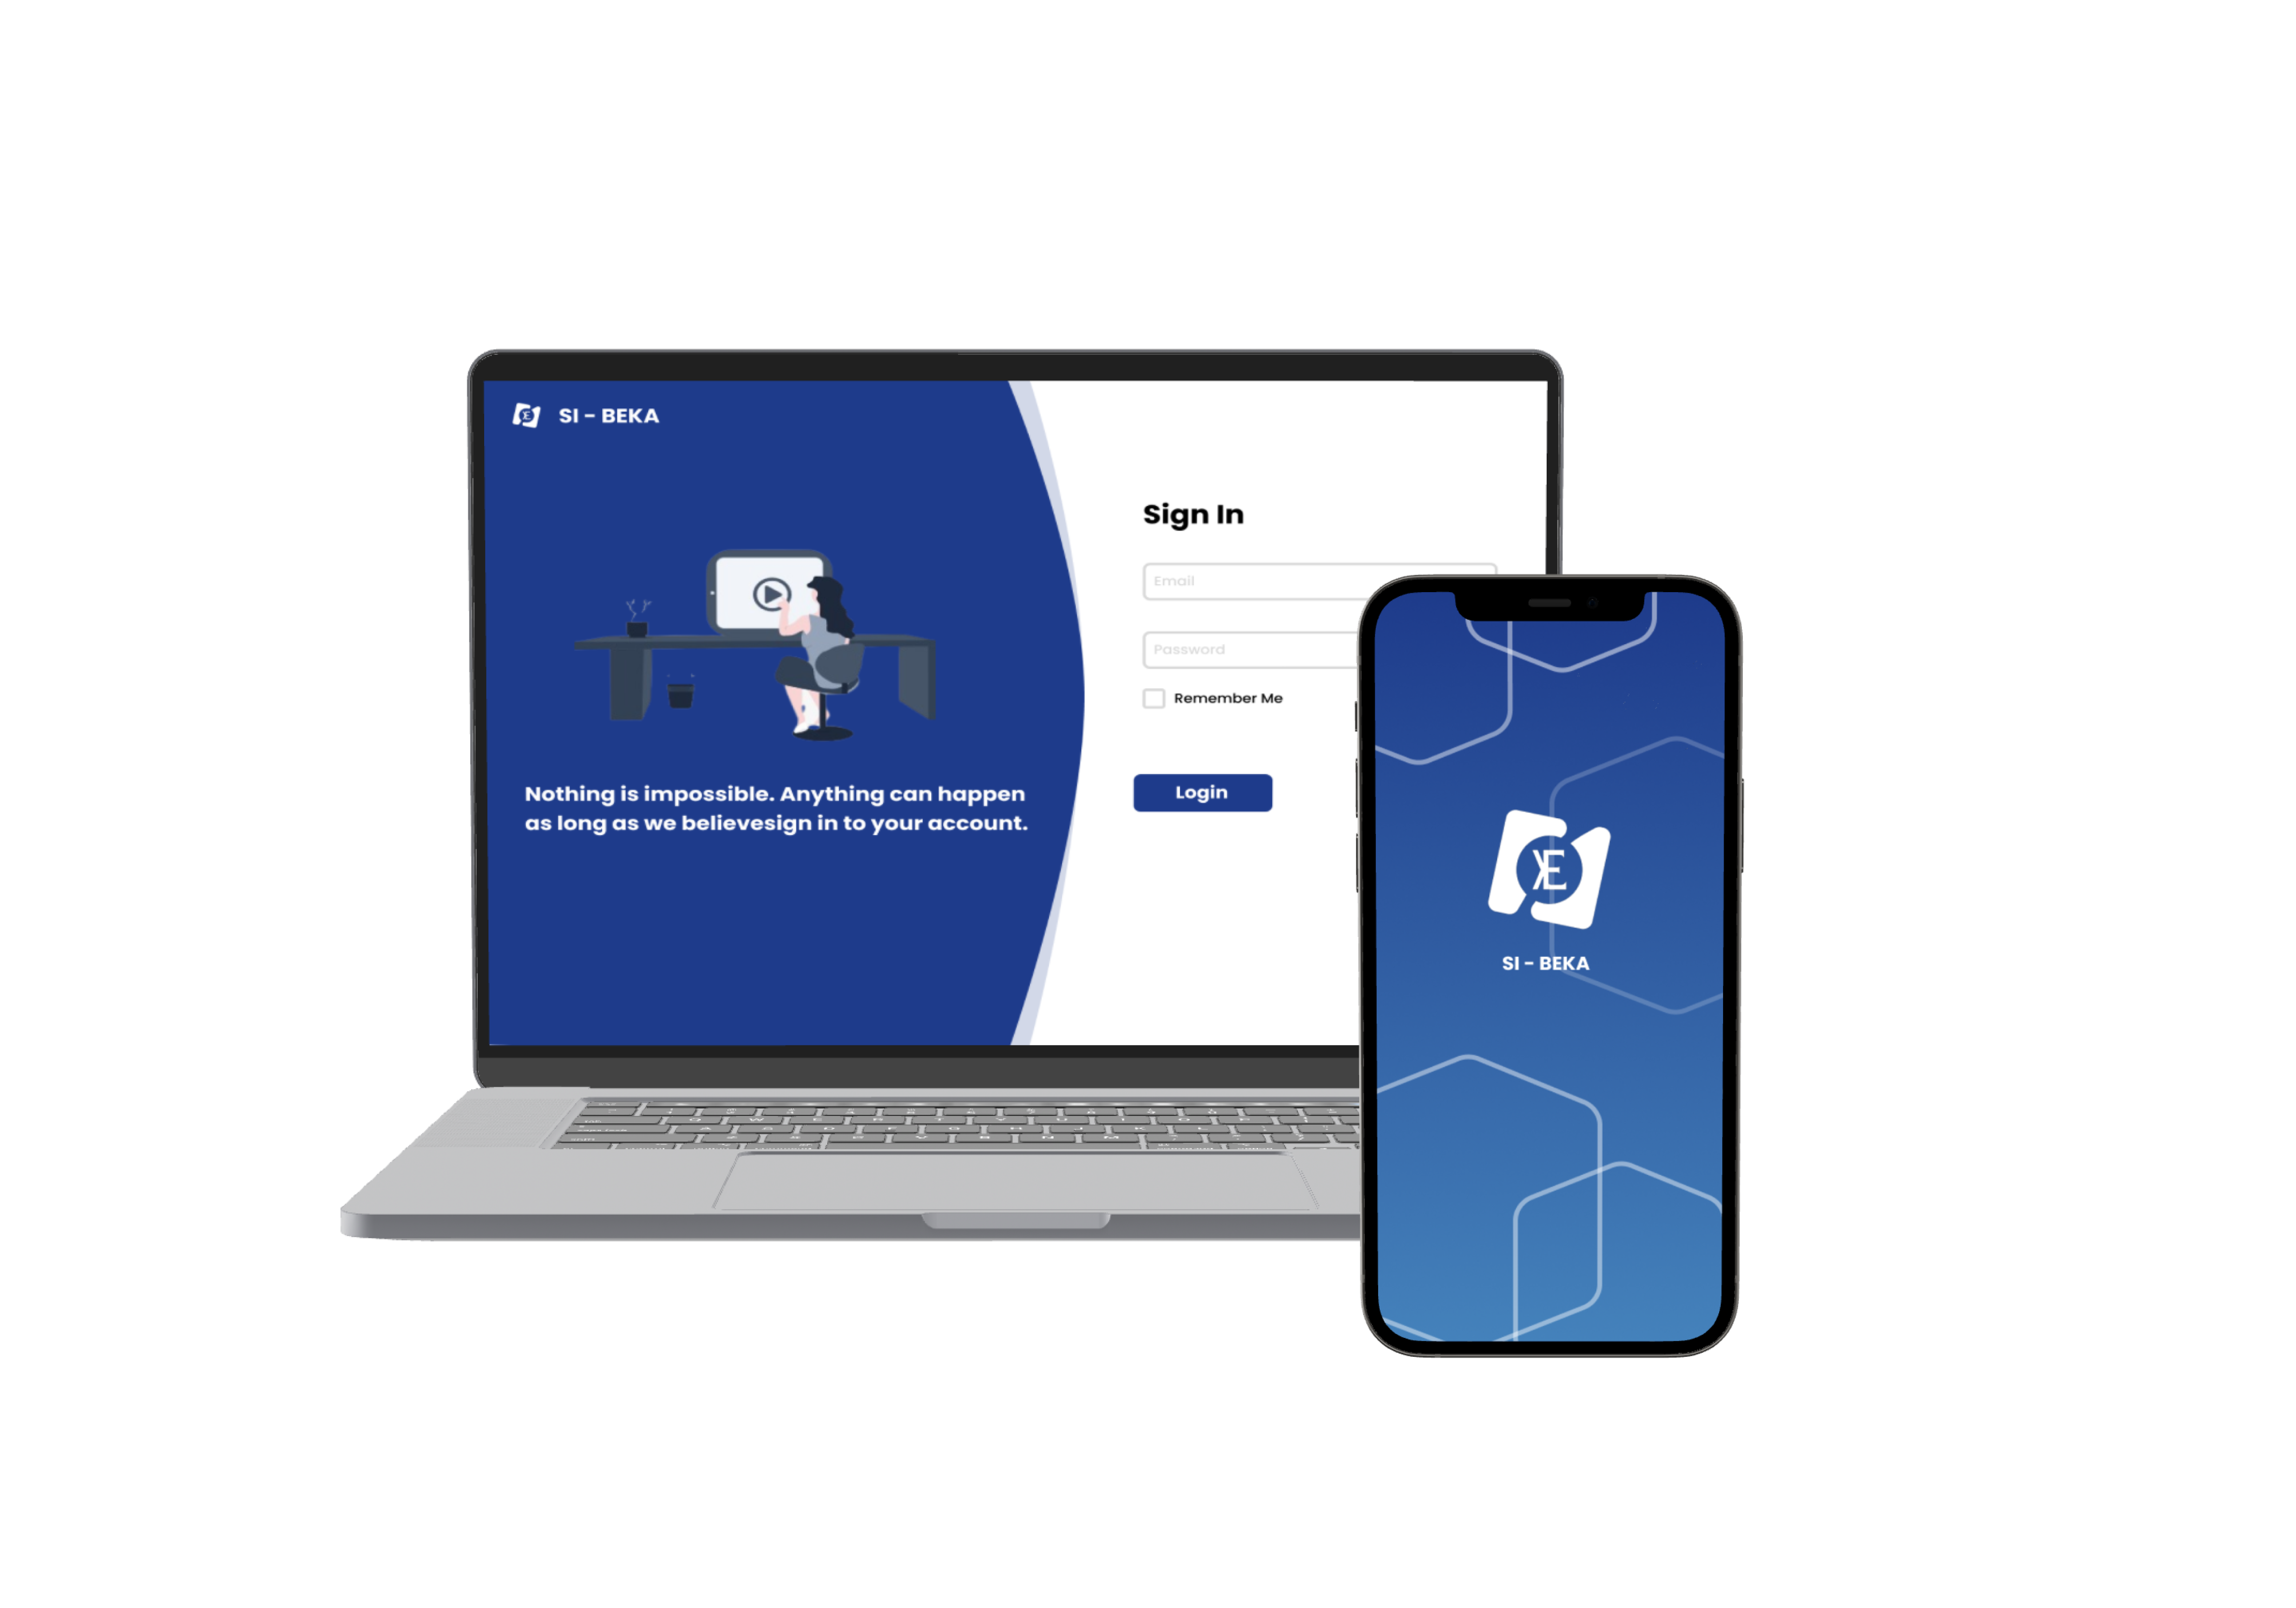 SI - BEKA
Nothing is impossible. Anything can happen
as long as we believesign in to your account.
Sign In
Email
Password
Remember Me
Login
SI - BEKA